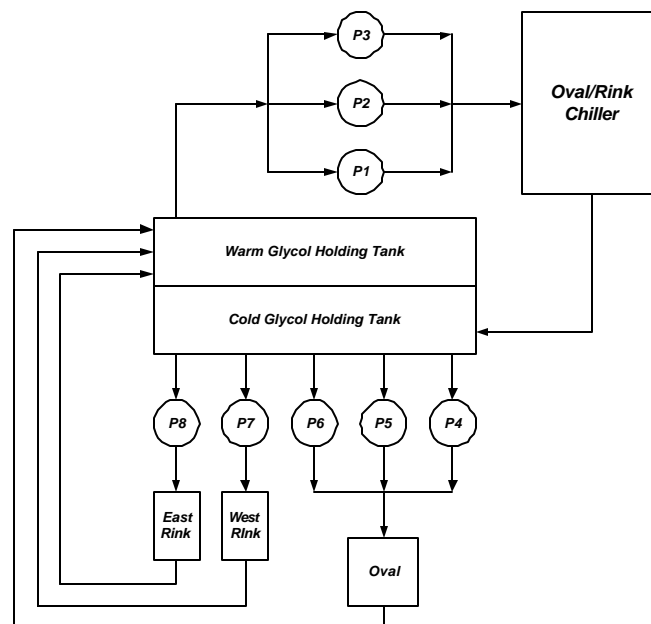 P3
Oval/Rink
Chiller
P2
P1
Warm Glycol Holding Tank
Cold Glycol Holding Tank
P8
P7
P6
P5
P4
East
Rink
West
RInk
Oval